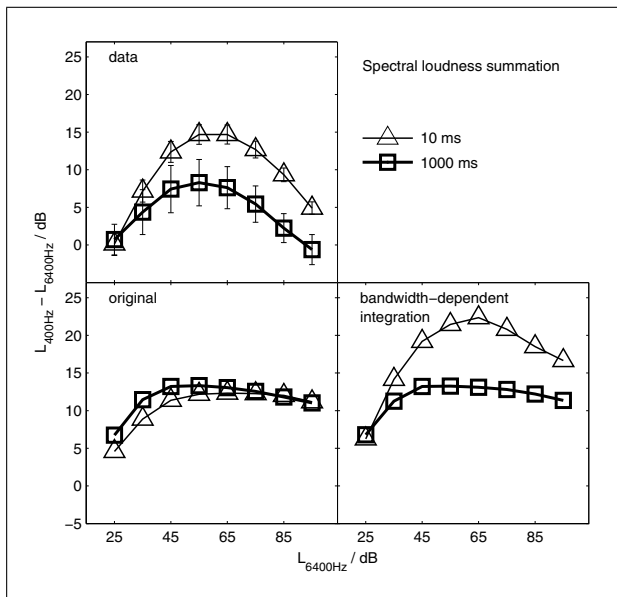 data
Spectral loudness summation
10 ms
1000 ms
25
20
15
10
5
0
L400Hz − L6400Hz / dB
original
bandwidth−dependent
integration
25
20
15
10
5
0
−5
25 45 65 85
25 45 65 85
L6400Hz / dB